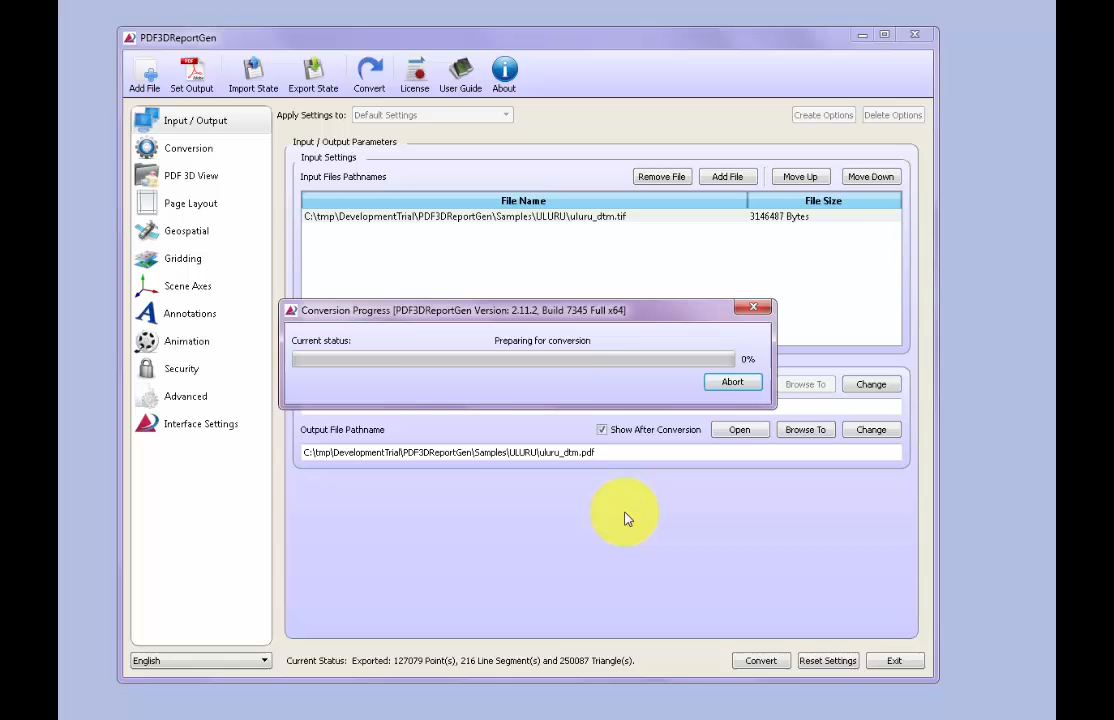 PDF3DReportGen
Add File
Set Output
Import State
Export State
Convert
License
User Guide
About
Input / Output
Conversion
PDF 3D View
Page Layout
Geospatial
Gridding
Scene Axes
Annotations
Animation
Security
Advanced
Interface Settings
English
Apply Settings to: Default Settings
Create Options
Delete Options
Input / Output Parameters
Input Settings
Input Files Pathnames
Remove File
Add File
Move Up
Move Down
File Name
File Size
C:\tmp\DevelopmentTrial\PDF3DReportGen\Samples\ULURU\uluru_dtm.tif
3146487 Bytes
Conversion Progress [PDF3DReportGen Version: 2.11.2, Build 7345 Full x64]
Current status:
Preparing for conversion
0%
Abort
Browse To
Change
Output File Pathname
Show After Conversion
Open
Browse To
Change
C:\tmp\DevelopmentTrial\PDF3DReportGen\Samples\ULURU\uluru_dtm.pdf
Current Status: Exported: 127079 Point(s), 216 Line Segment(s) and 250087 Triangle(s).
Convert
Reset Settings
Exit